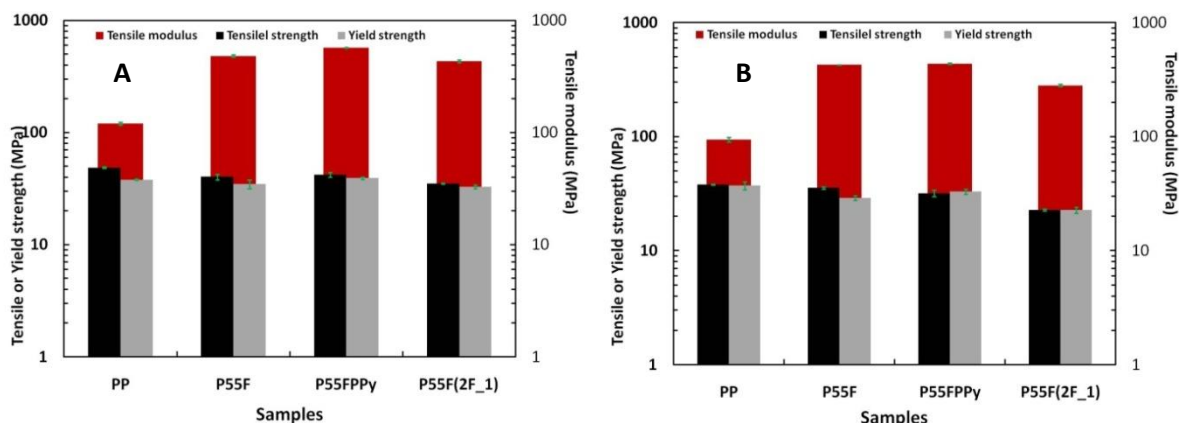 A
Tensile modulus Tensilel strength Yield strength
Tensile or Yield strength (MPa)
1000
100
10
1
1000
100
10
1
Tensile modulus (MPa)
PP P55F P55FPPy P55F(2F_1)
Samples
B
Tensile modulus Tensilel strength Yield strength
Tensile or Yield strength (MPa)
1000
100
10
1
1000
100
10
1
Tensile modulus (MPa)
PP P55F P55FPPy P55F(2F_1)
Samples